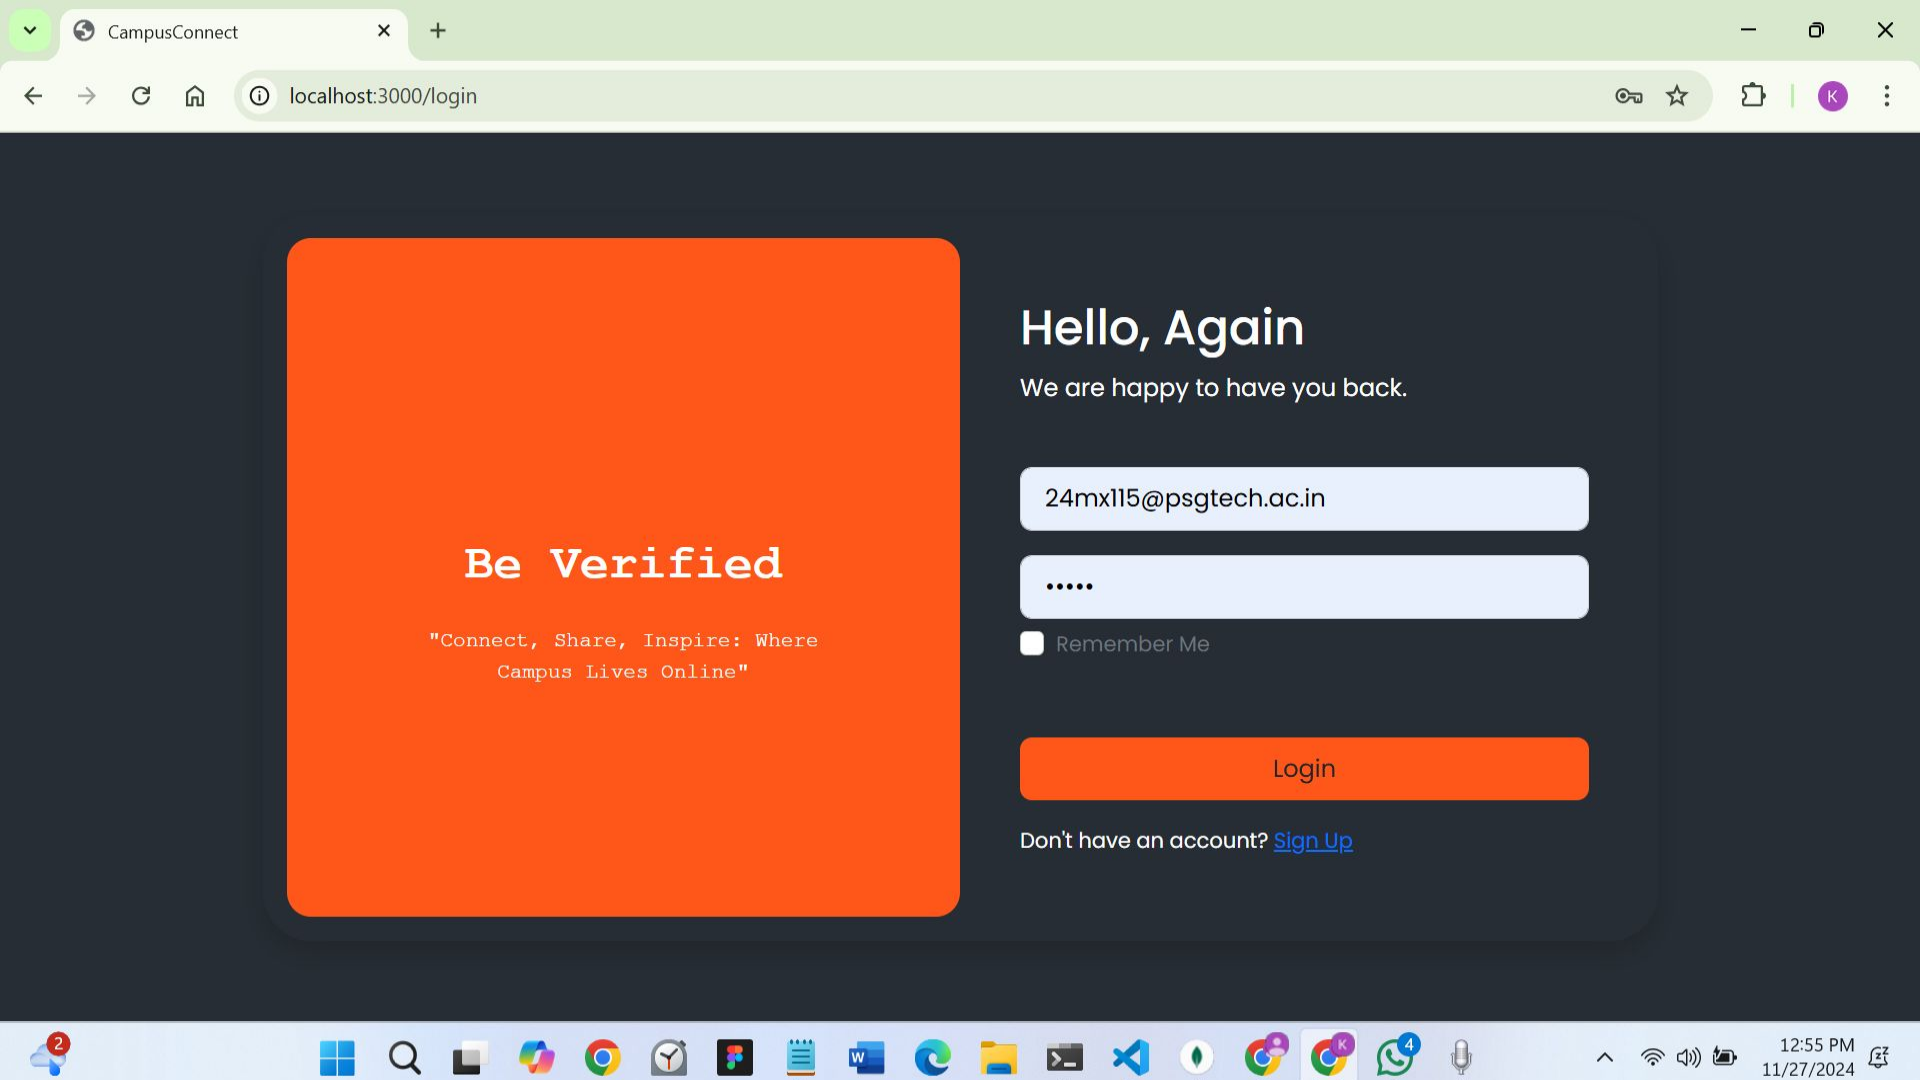 CampusConnect
localhost:3000/login
K
Be Verified
"Connect, Share, Inspire: Where
Campus Lives Online"
Hello, Again
We are happy to have you back.
24mx115@psgtech.ac.in
•••••
Remember Me
Login
Don't have an account? Sign Up
2
W
K
4
12:55 PM
11/27/2024